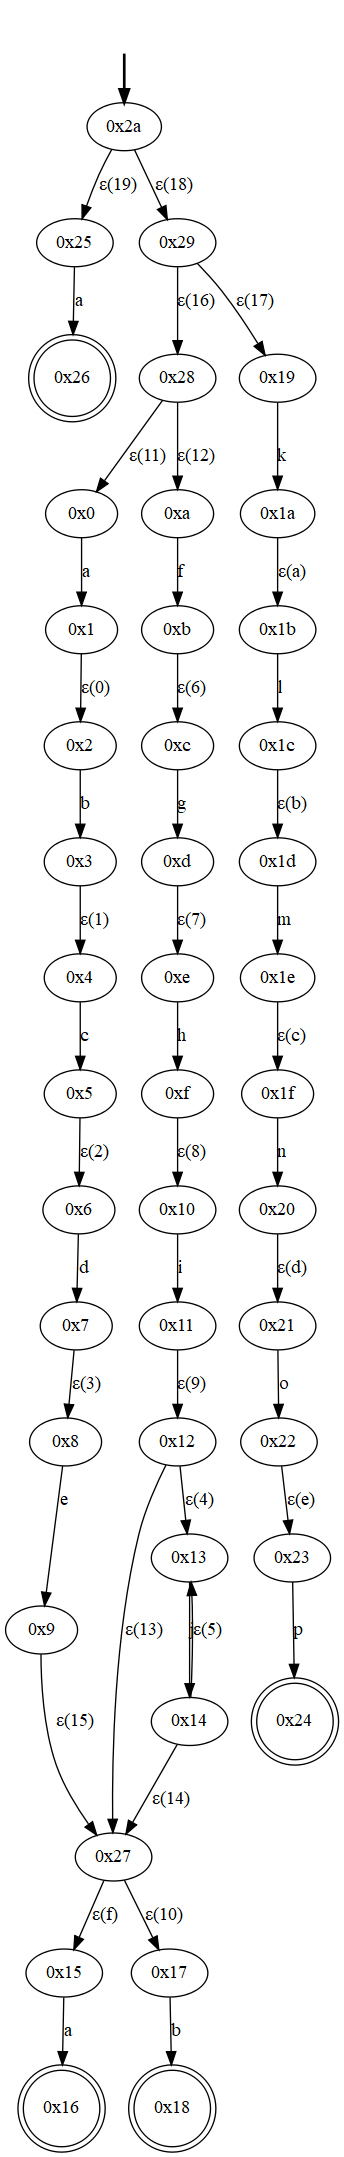 0x2a
ε(19) ε(18)
0x25 0x29
a ε(16) ε(17)
0x26 0x28 0x19
ε(11) ε(12) k
0x0 0xa 0x1a
a f ε(a)
0x1 0xb 0x1b
ε(0) ε(6) l
0x2 0xc 0x1c
b g ε(b)
0x3 0xd 0x1d
ε(1) ε(7) m
0x4 0xe 0x1e
c h ε(c)
0x5 0xf 0x1f
ε(2) ε(8) n
0x6 0x10 0x20
d i ε(d)
0x7 0x11 0x21
ε(3) ε(9) o
0x8 0x12 0x22
e ε(4) ε(e)
0x13 0x23
0x9 ε(13) j ε(5) p
ε(15) 0x14 0x24
ε(14)
0x27
ε(f) ε(10)
0x15 0x17
a b
0x16 0x18